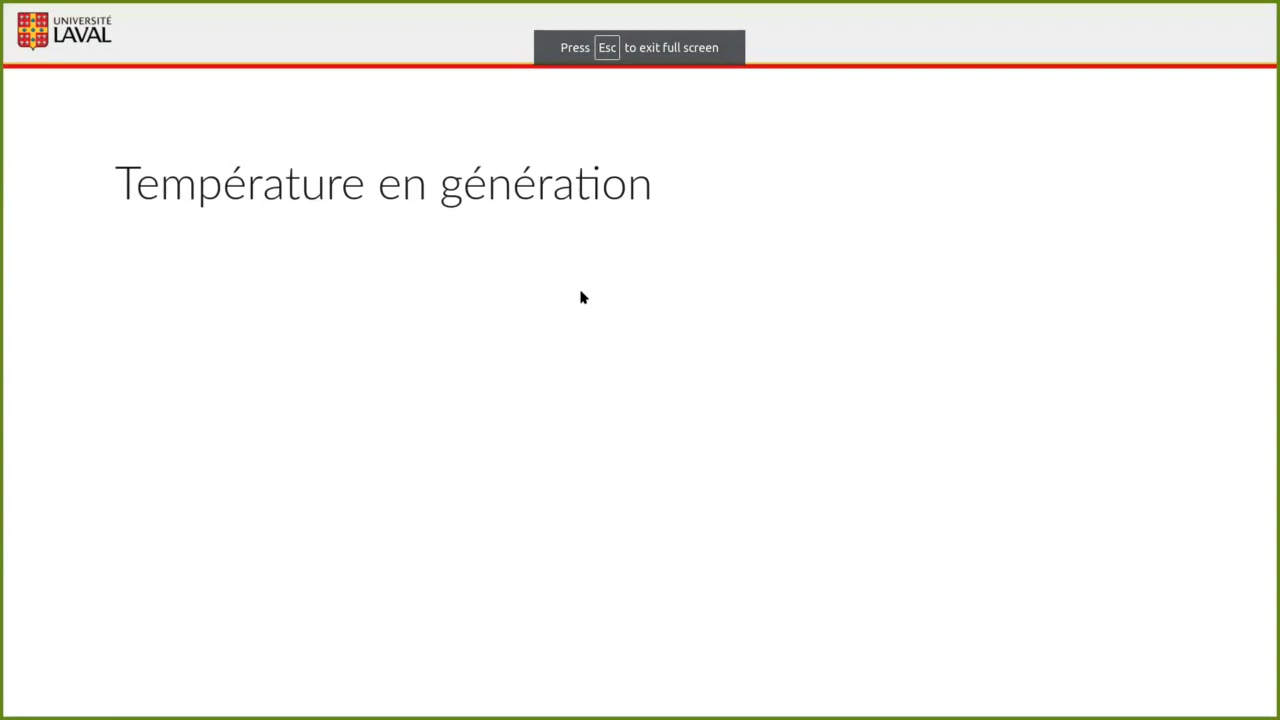 UNIVERSITÉ
LAVAL
Press Esc to exit full screen
Température en génération